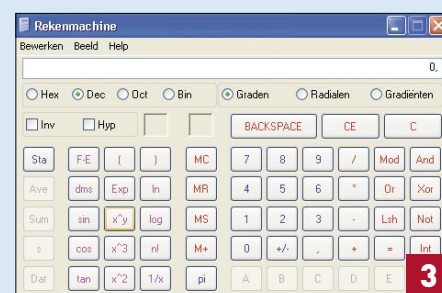 Rekenmachine
Bewerken Beeld Help
0,
Hex Dec Oct Bin Graden Radialen Gradiënten
Inv Hyp BACKSPACE CE C
Sta F-E ( ) MC 7 8 9 / Mod And
Ave dms Exp ln MR 4 5 6 * Or Xor
Sum sin x^y log MS 1 2 3 - Lsh Not
s cos x^3 n! M+ 0 +/- , + = Int
Dat tan x^2 1/x pi A B C D E
3